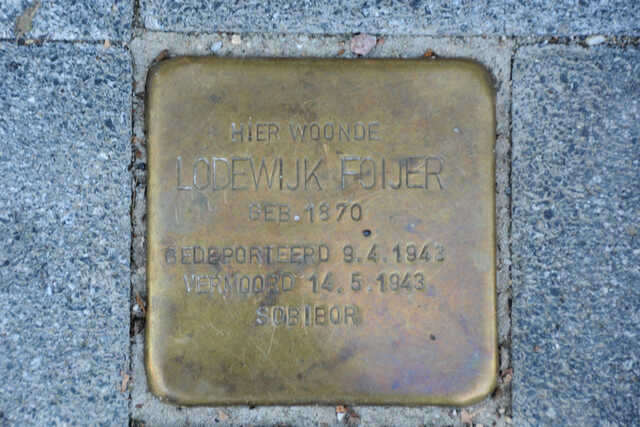 HIER WOONDE
LODEWIJK FOIJER
GEB. 1870
GEDEPORTEERD 9.4.1943
VERMOORD 14.5.1943
SOBIBOR